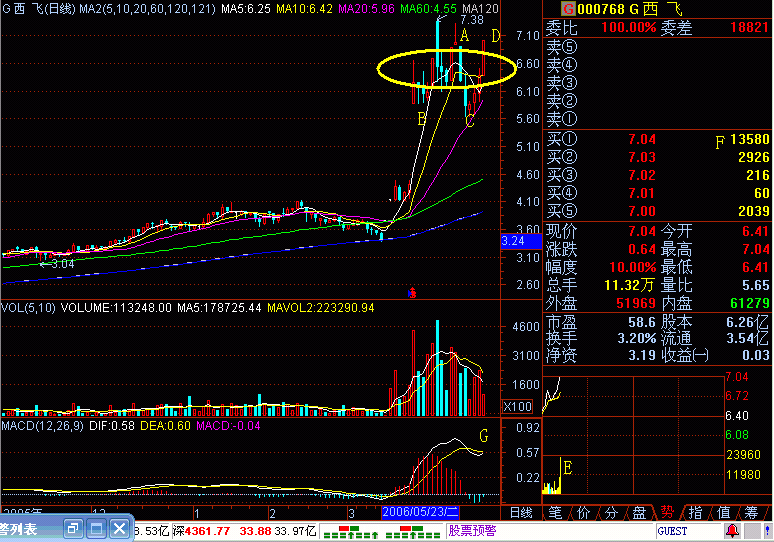 G 西 飞(日线) MA2(5,10,20,60,120,121) MA5:6.25 MA10:6.42 MA20:5.96 MA60:4.55 MA120
7.38
A
D
B
C
3.04
7.10
6.60
6.10
5.60
5.10
4.60
4.10
3.60
3.24
3.10
2.60
VOL(5,10) VOLUME:113248.00 MA5:178725.44 MAVOL2:223290.94
4600
3100
1600
X100
MACD(12,26,9) DIF:0.58 DEA:0.60 MACD:-0.04
G
0.92
0.57
0.22
2005年 12 1 2 3 2006/05/23/二 日线
G 000768 G 西 飞
委比 100.00% 委差 18821
卖⑤
卖④
卖③
卖②
卖①
买① 7.04 F 13580
买② 7.03 2926
买③ 7.02 216
买④ 7.01 60
买⑤ 7.00 2039
现价 7.04 今开 6.41
涨跌 0.64 最高 7.04
幅度 10.00% 最低 6.41
总手 11.32万 量比 5.65
外盘 51969 内盘 61279
市盈 58.6 股本 6.26亿
换手 3.20% 流通 3.54亿
净资 3.19 收益㈠ 0.03
7.04
6.72
6.40
6.08
23960
11980
E
笔 价 分 盘 势 指 值 筹
答列表
3.53亿 深4361.77 33.88 33.97亿 股票预警 GUEST